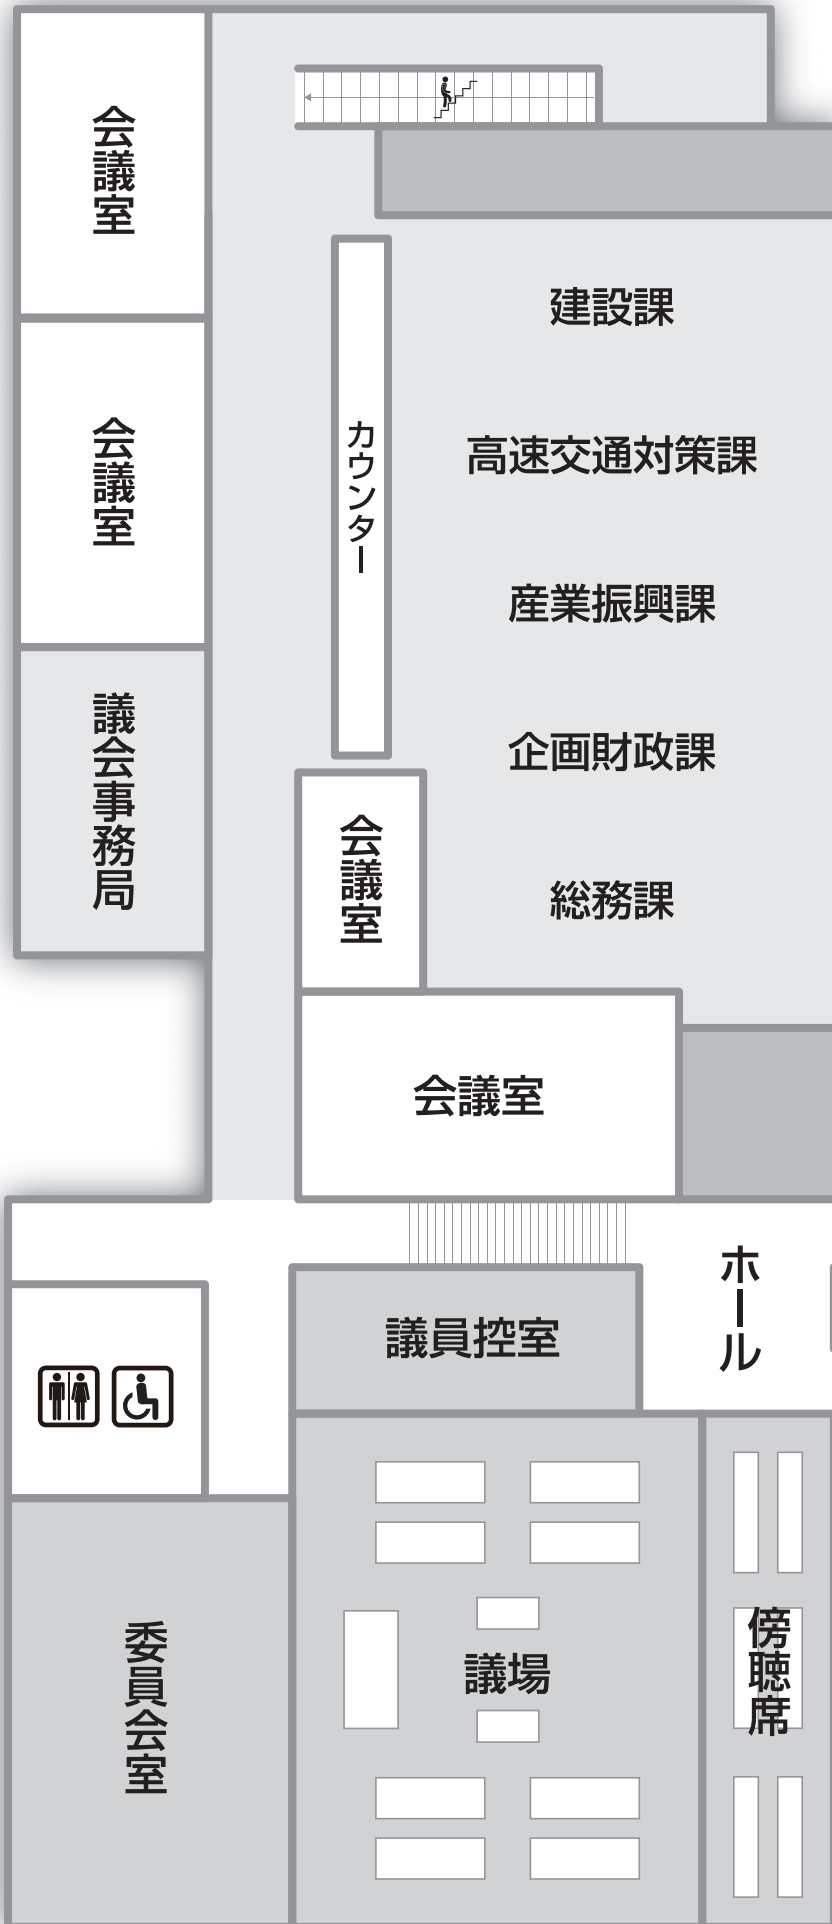 会議室
建設課
会議室
カウンター
高速交通対策課
産業振興課
議会事務局
企画財政課
会議室
総務課
会議室
ホール
議員控室
委員会室
議場
傍聴席